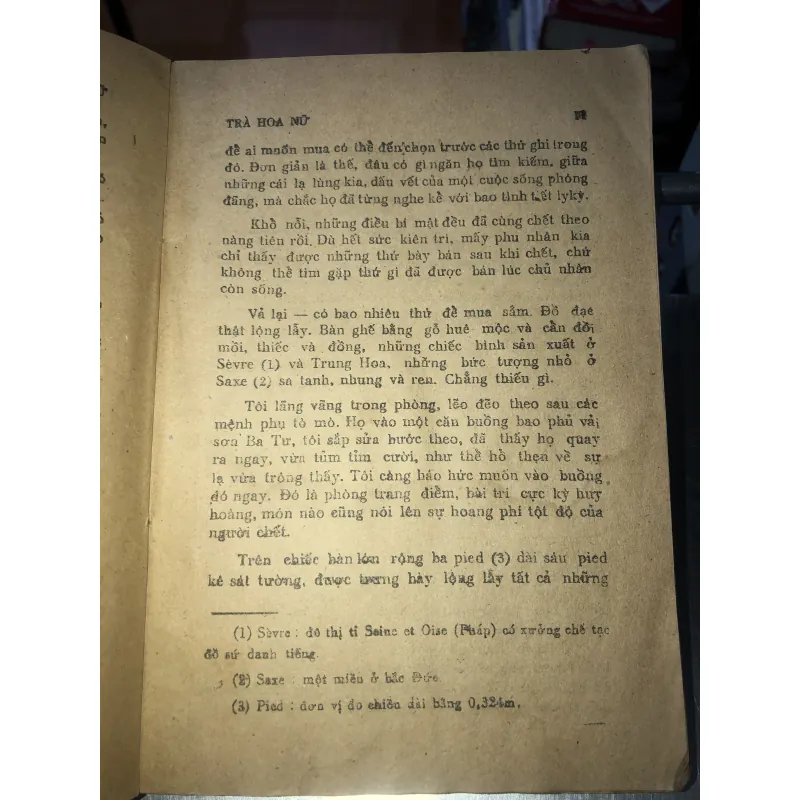 TRÀ HOA NỮ
để ai muốn mua có thể đến chọn trước các thứ ghi trong
đó. Đơn giản là thế, đâu có gì ngăn họ tìm kiếm, giữa
những cái lạ lùng kia, dấu vết của một cuộc sống phóng
đãng, mà chắc họ đã từng nghe kể với bao tình tiết lykỳ.
Khổ nỗi, những điều bí mật đều đã cùng chết theo
nàng tiên rồi. Dù hết sức kiên trì, mấy phu nhân kia
chỉ thấy được những thứ bày bán sau khi chết, chứ
không thể tìm gặp thứ gì đã được bán lúc chủ nhân
còn sống.
Vả lại — có bao nhiêu thứ để mua sắm. Đồ đạc
thật lộng lẫy. Bàn ghế bằng gỗ huê mộc và cẩn đồi
mồi, thiếc và đồng, những chiếc bình sản xuất ở
Sèvre (1) và Trung Hoa, những bức tượng nhỏ ở
Saxe (2) sa tanh, nhung và ren. Chẳng thiếu gì.
Tôi lãng vãng trong phòng, lẽo đẽo theo sau các
mệnh phụ tò mò. Họ vào một căn buồng bao phủ vải
sơn Ba Tư, tôi sắp sửa bước theo, đã thấy họ quay
ra ngay, vừa tủm tỉm cười, như thể hổ thẹn về sự
lạ vừa trông thấy. Tôi càng háo hức muốn vào buồng
đó ngay. Đó là phòng trang điểm, bài trí cực kỳ huy
hoàng, món nào cũng nói lên sự hoang phí tột độ của
người chết.
Trên chiếc bàn lớn rộng ba pied (3) dài sáu pied
kê sát tường, được trưng bày lộng lẫy tất cả những
(1) Sèvre : đô thị tỉ Seine et Oise (Pháp) có xưởng chế tạc
đồ sứ danh tiếng.
(2) Saxe : một miền ở bắc Đức.
(3) Pied : đơn vị đo chiều dài bằng 0,324m.